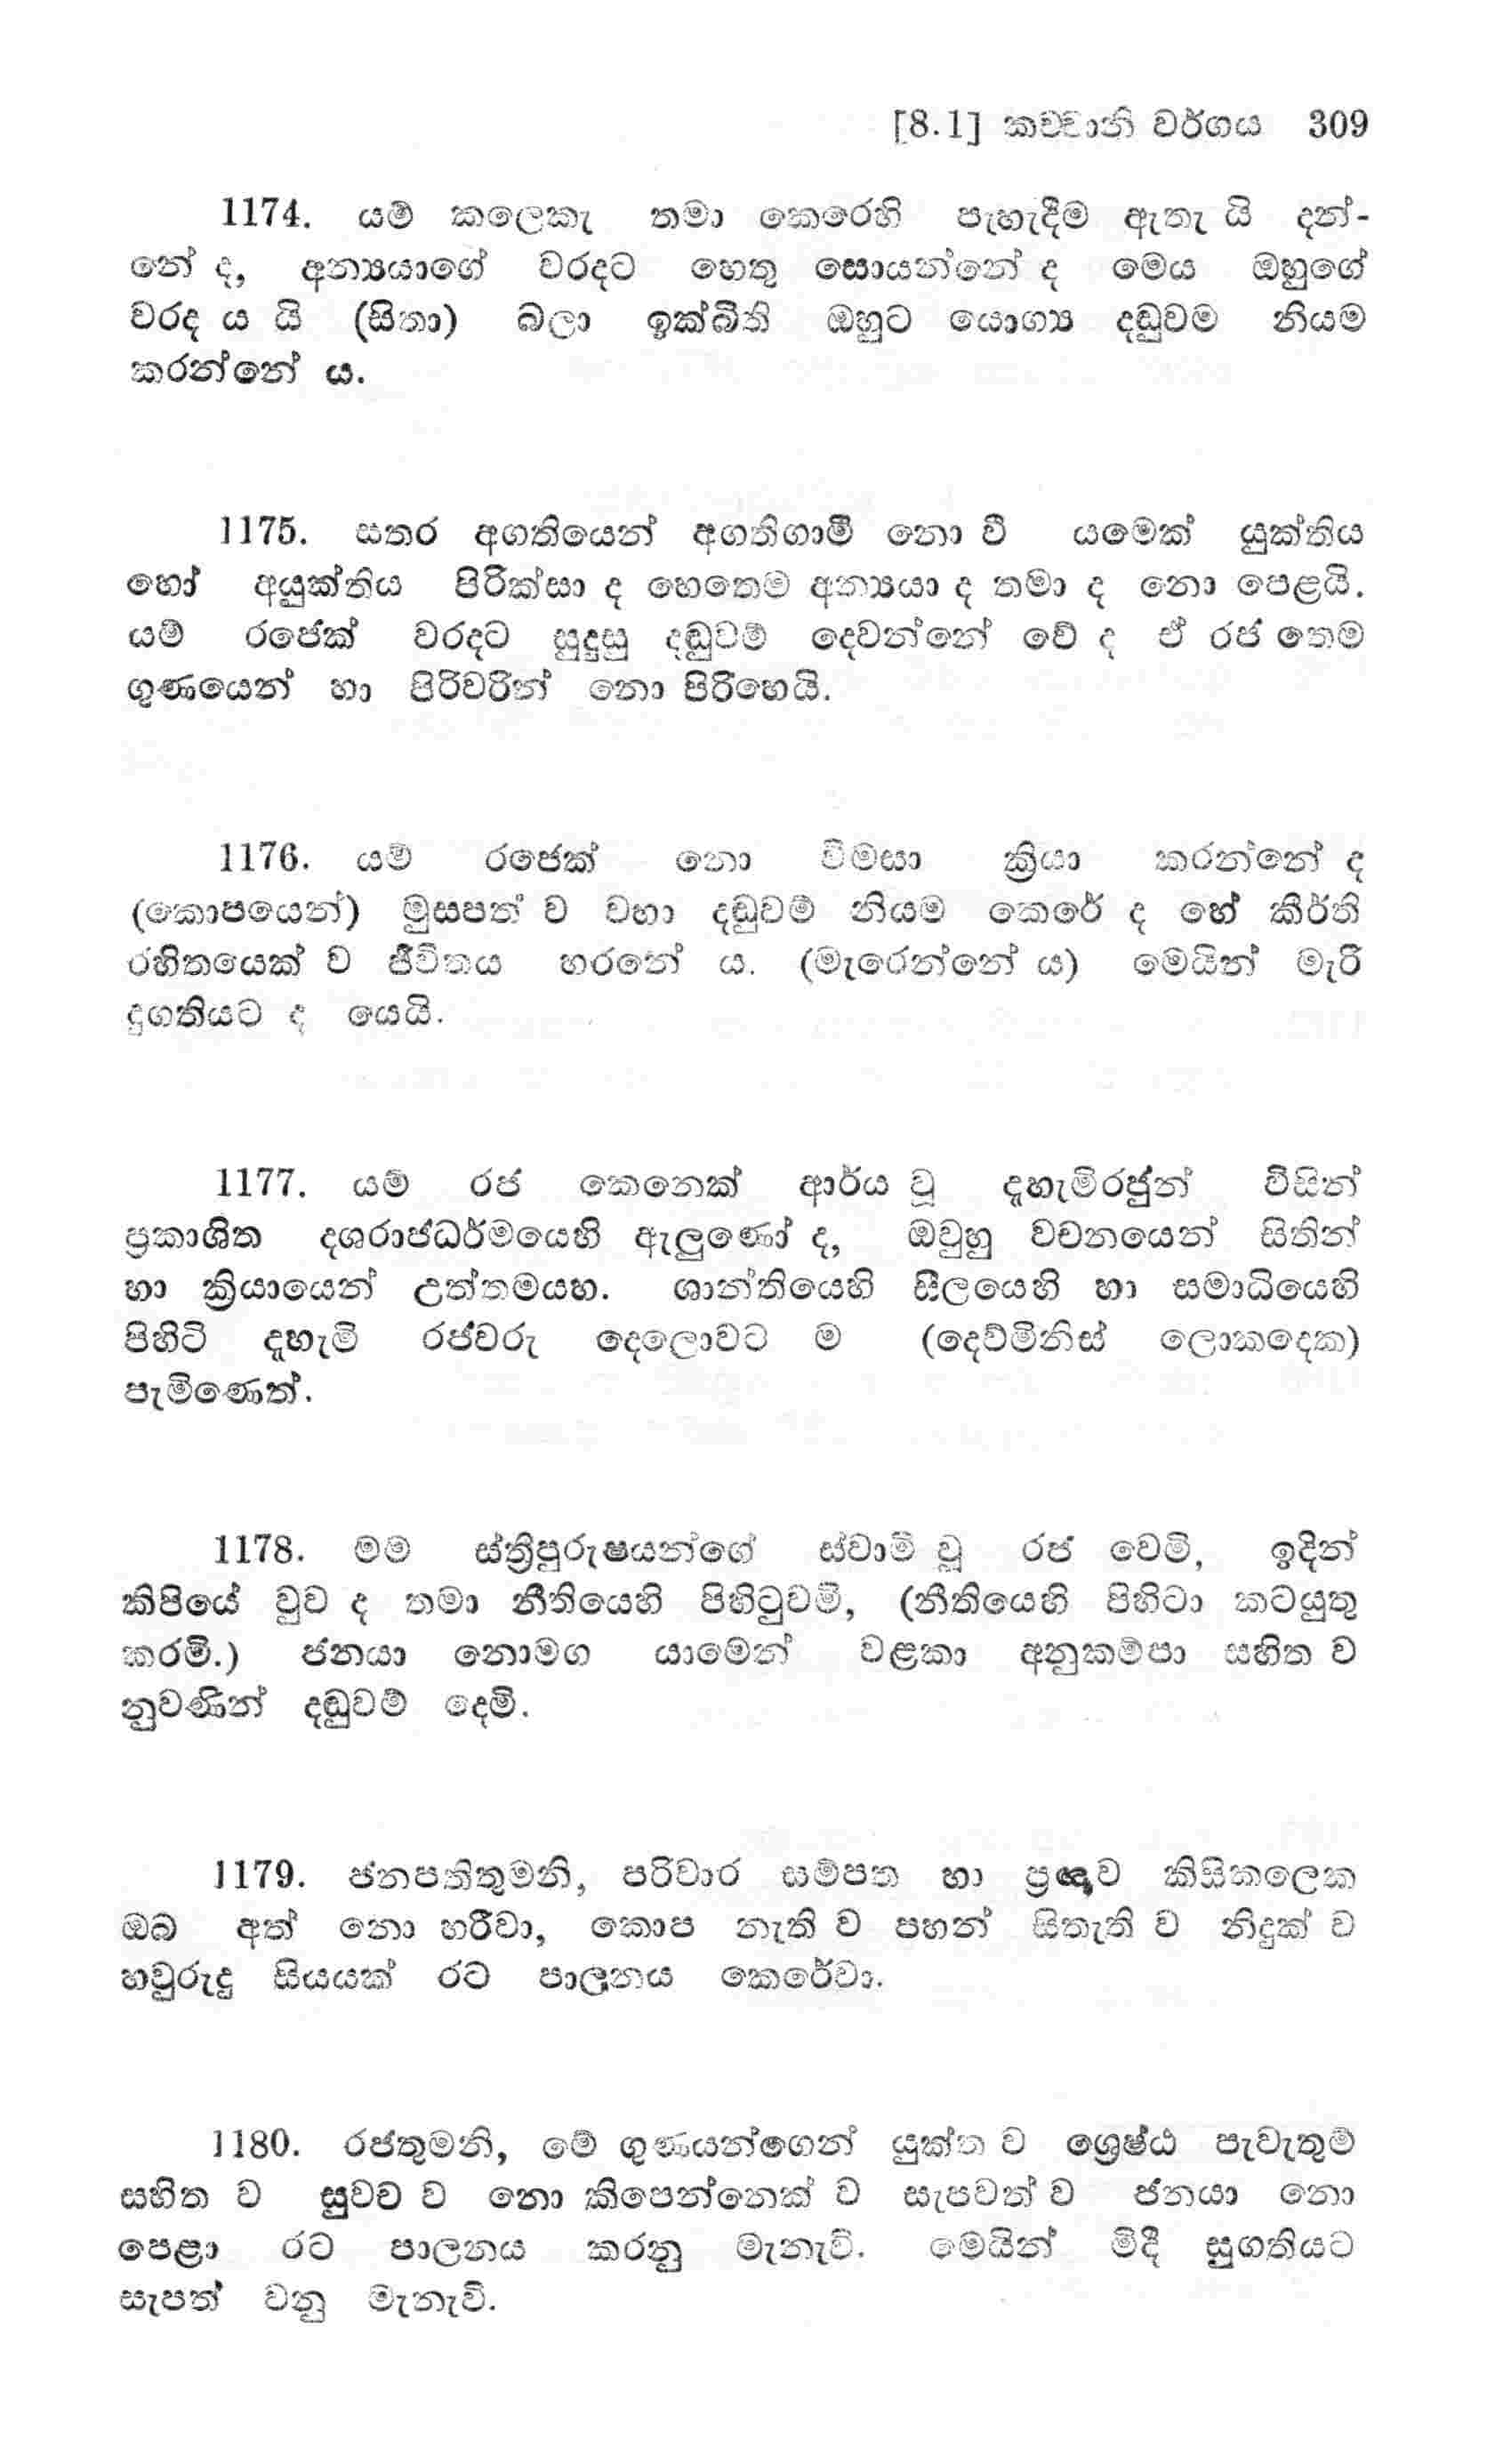 [8.1] කච්චානි වර්ගය 309
1174. යම් කලෙකැ තමා කෙරෙහි පැහැදීම ඇතැ යි දන්-
නේ ද, අන්‍යයාගේ වරදට හෙතු සොයන්නේ ද මෙය ඔහුගේ
වරද ය යි (සිතා) බලා ඉක්බිති ඔහුට යොග්‍ය දඬුවම නියම
කරන්නේ ය.
1175. සතර අගතියෙන් අගතිගාමී නො වී යමෙක් යුක්තිය
හෝ අයුක්තිය පිරික්සා ද හෙතෙම අන්‍යයා ද තමා ද නො පෙළයි.
යම් රජෙක් වරදට සුදුසු දඬුවම් දෙවන්නේ වේ ද ඒ රජ තෙම
ගුණයෙන් හා පිරිවරින් නො පිරිහෙයි.
1176. යම් රජෙක් නො විමසා ක්‍රියා කරන්නේ ද
(කොපයෙන්) මුසපත් ව වහා දඬුවම් නියම කෙරේ ද හේ කීර්ති
රහිතයෙක් ව ජීවිතය හරනේ ය. (මැරෙන්නේ ය) මෙයින් මැරී
දුගතියට ද යෙයි.
1177. යම් රජ කෙනෙක් ආර්ය වූ දැහැමිරජුන් විසින්
ප්‍රකාශිත දශරාජධර්මයෙහි ඇලුණෝ ද, ඔවුහු වචනයෙන් සිතින්
හා ක්‍රියායෙන් උත්තමයහ. ශාන්තියෙහි සීලයෙහි හා සමාධියෙහි
පිහිටි දැහැමි රජවරු දෙලොවට ම (දෙව්මිනිස් ලොකදෙක)
පැමිණෙත්.
1178. මම ස්ත්‍රීපුරුෂයන්ගේ ස්වාමී වූ රජ වෙමි, ඉදින්
කිපියේ වුව ද තමා නීතියෙහි පිහිටුවමි, (නීතියෙහි පිහිටා කටයුතු
කරමි.) ජනයා නොමග යාමෙන් වළකා අනුකම්පා සහිත ව
නුවණින් දඬුවම් දෙමි.
1179. ජනපතිතුමනි, පරිවාර සම්පත හා ප්‍රඥාව කිසිකලෙක
ඔබ අත් නො හරීවා, කොප නැති ව පහන් සිතැති ව නිදුක් ව
හවුරුදු සියයක් රට පාලනය කෙරේවා.
1180. රජතුමනි, මේ ගුණයන්ගෙන් යුක්ත ව ශ්‍රෙෂ්ඨ පැවැතුම්
සහිත ව සුවච ව නො කිපෙන්නෙක් ව සැපවත් ව ජනයා නො
පෙළා රට පාලනය කරනු මැනැවි. මෙයින් මිදී සුගතියට
සැපත් වනු මැනැවි.